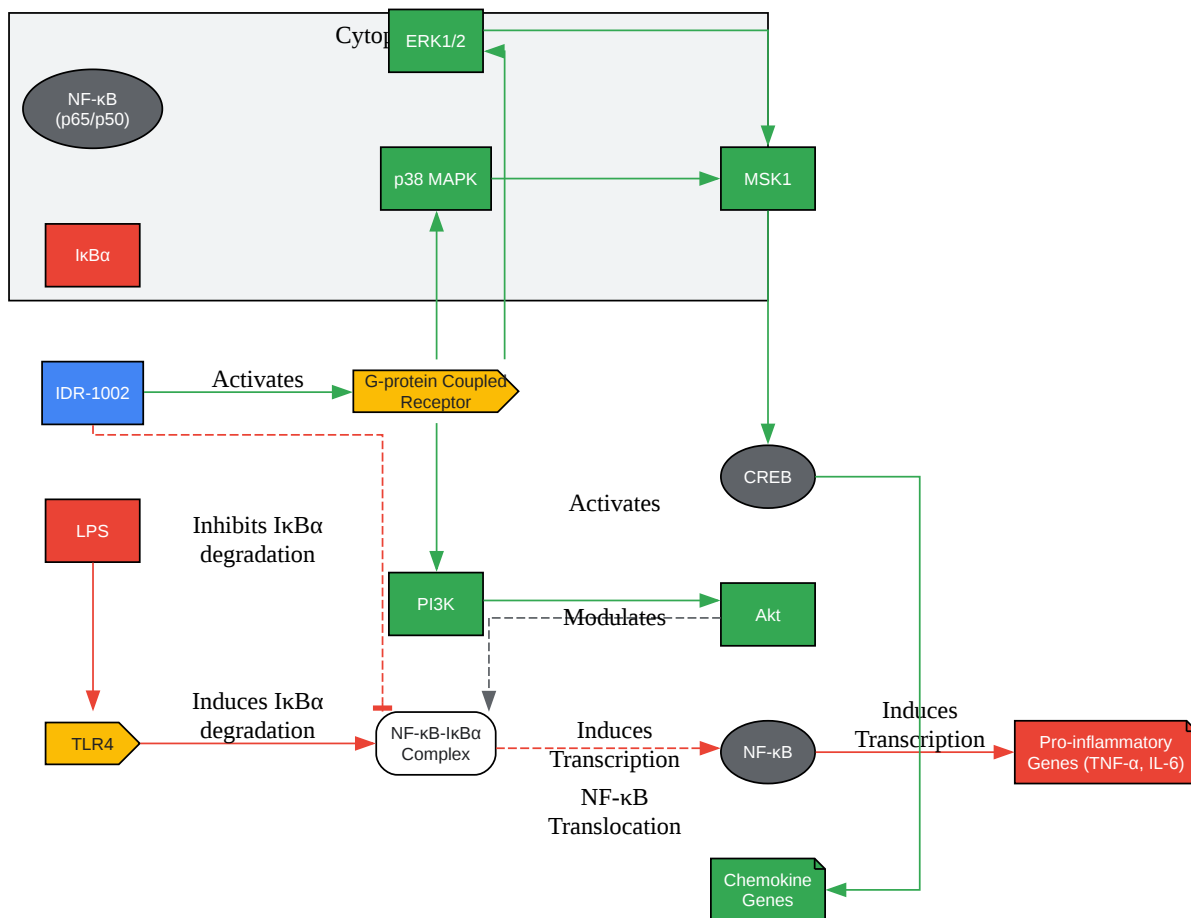 Cytop
ERK1/2
NF-κB
(p65/p50)
p38 MAPK
MSK1
IκBα
IDR-1002
Activates
G-protein Coupled
Receptor
CREB
Activates
LPS
Inhibits IκBα
degradation
PI3K
Modulates
Akt
Induces IκBα
degradation
TLR4
NF-κB-IκBα
Complex
Induces
Transcription
NF-κB
Translocation
NF-κB
Induces
Transcription
Pro-inflammatory
Genes (TNF-α, IL-6)
Chemokine
Genes